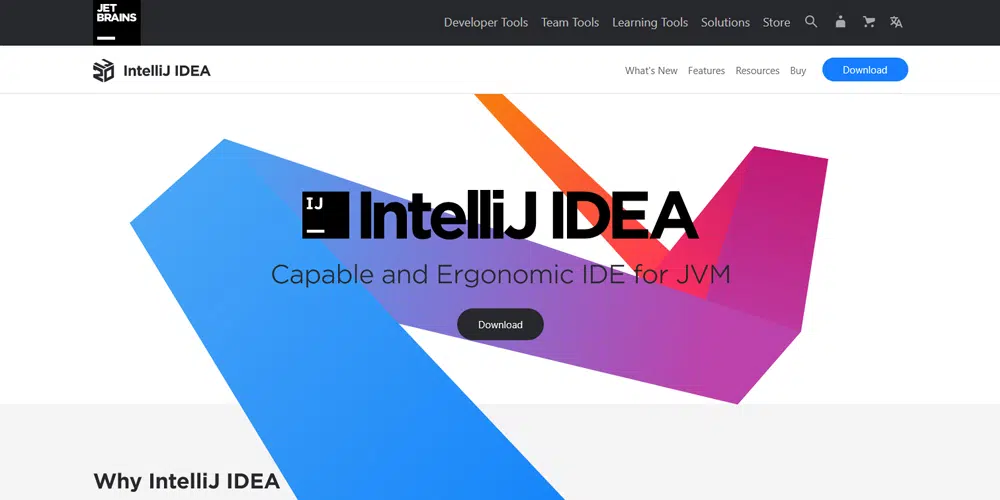 JET
BRAINS
Developer Tools Team Tools Learning Tools Solutions Store
IntelliJ IDEA
What's New Features Resources Buy Download
IJ IntelliJ IDEA
Capable and Ergonomic IDE for JVM
Download
Why IntelliJ IDEA